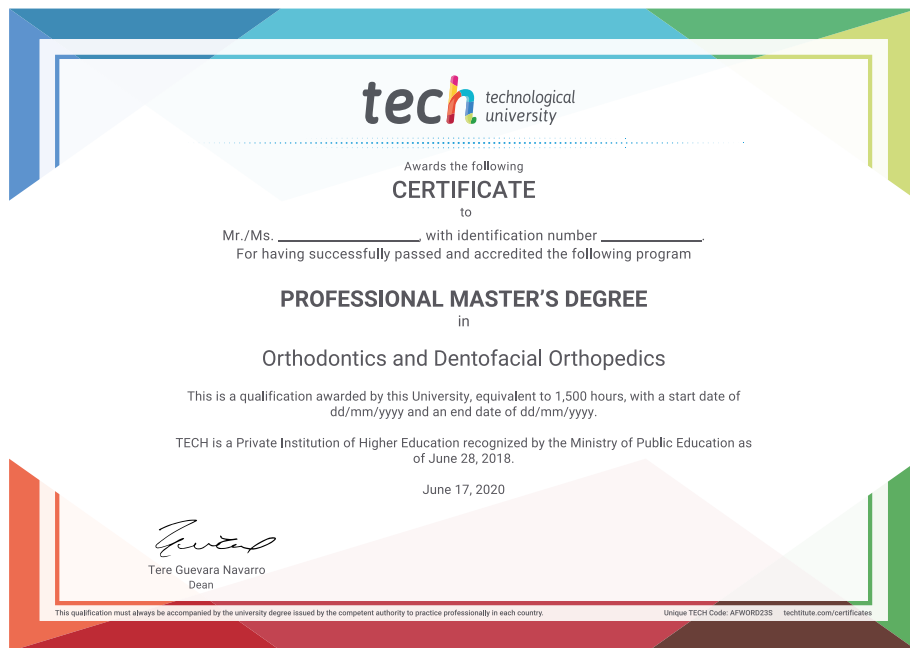 tech technological
university
Awards the following
CERTIFICATE
to
Mr./Ms. ____________________, with identification number ______________.
For having successfully passed and accredited the following program
PROFESSIONAL MASTER'S DEGREE
in
Orthodontics and Dentofacial Orthopedics
This is a qualification awarded by this University, equivalent to 1,500 hours, with a start date of
dd/mm/yyyy and an end date of dd/mm/yyyy.
TECH is a Private Institution of Higher Education recognized by the Ministry of Public Education as
of June 28, 2018.
June 17, 2020
Tere Guevara Navarro
Dean
This qualification must always be accompanied by the university degree issued by the competent authority to practice professionally in each country. Unique TECH Code: AFWORD23S techtitute.com/certificates